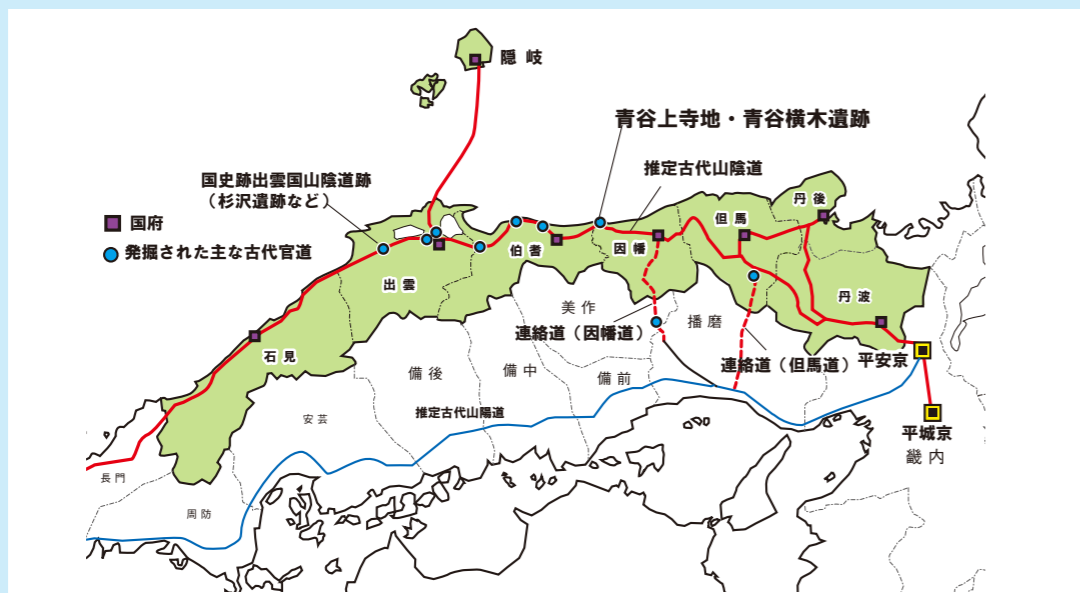 隠岐
青谷上寺地・青谷横木遺跡
推定古代山陰道
国史跡出雲国山陰道跡
（杉沢遺跡など）
国府
発掘された主な古代官道
丹後
但馬
因幡
伯耆
出雲
丹波
石見
美作
播磨
連絡道（因幡道）
連絡道（但馬道）
平安京
備後
備中
備前
推定古代山陽道
安芸
平城京
畿内
長門
周防